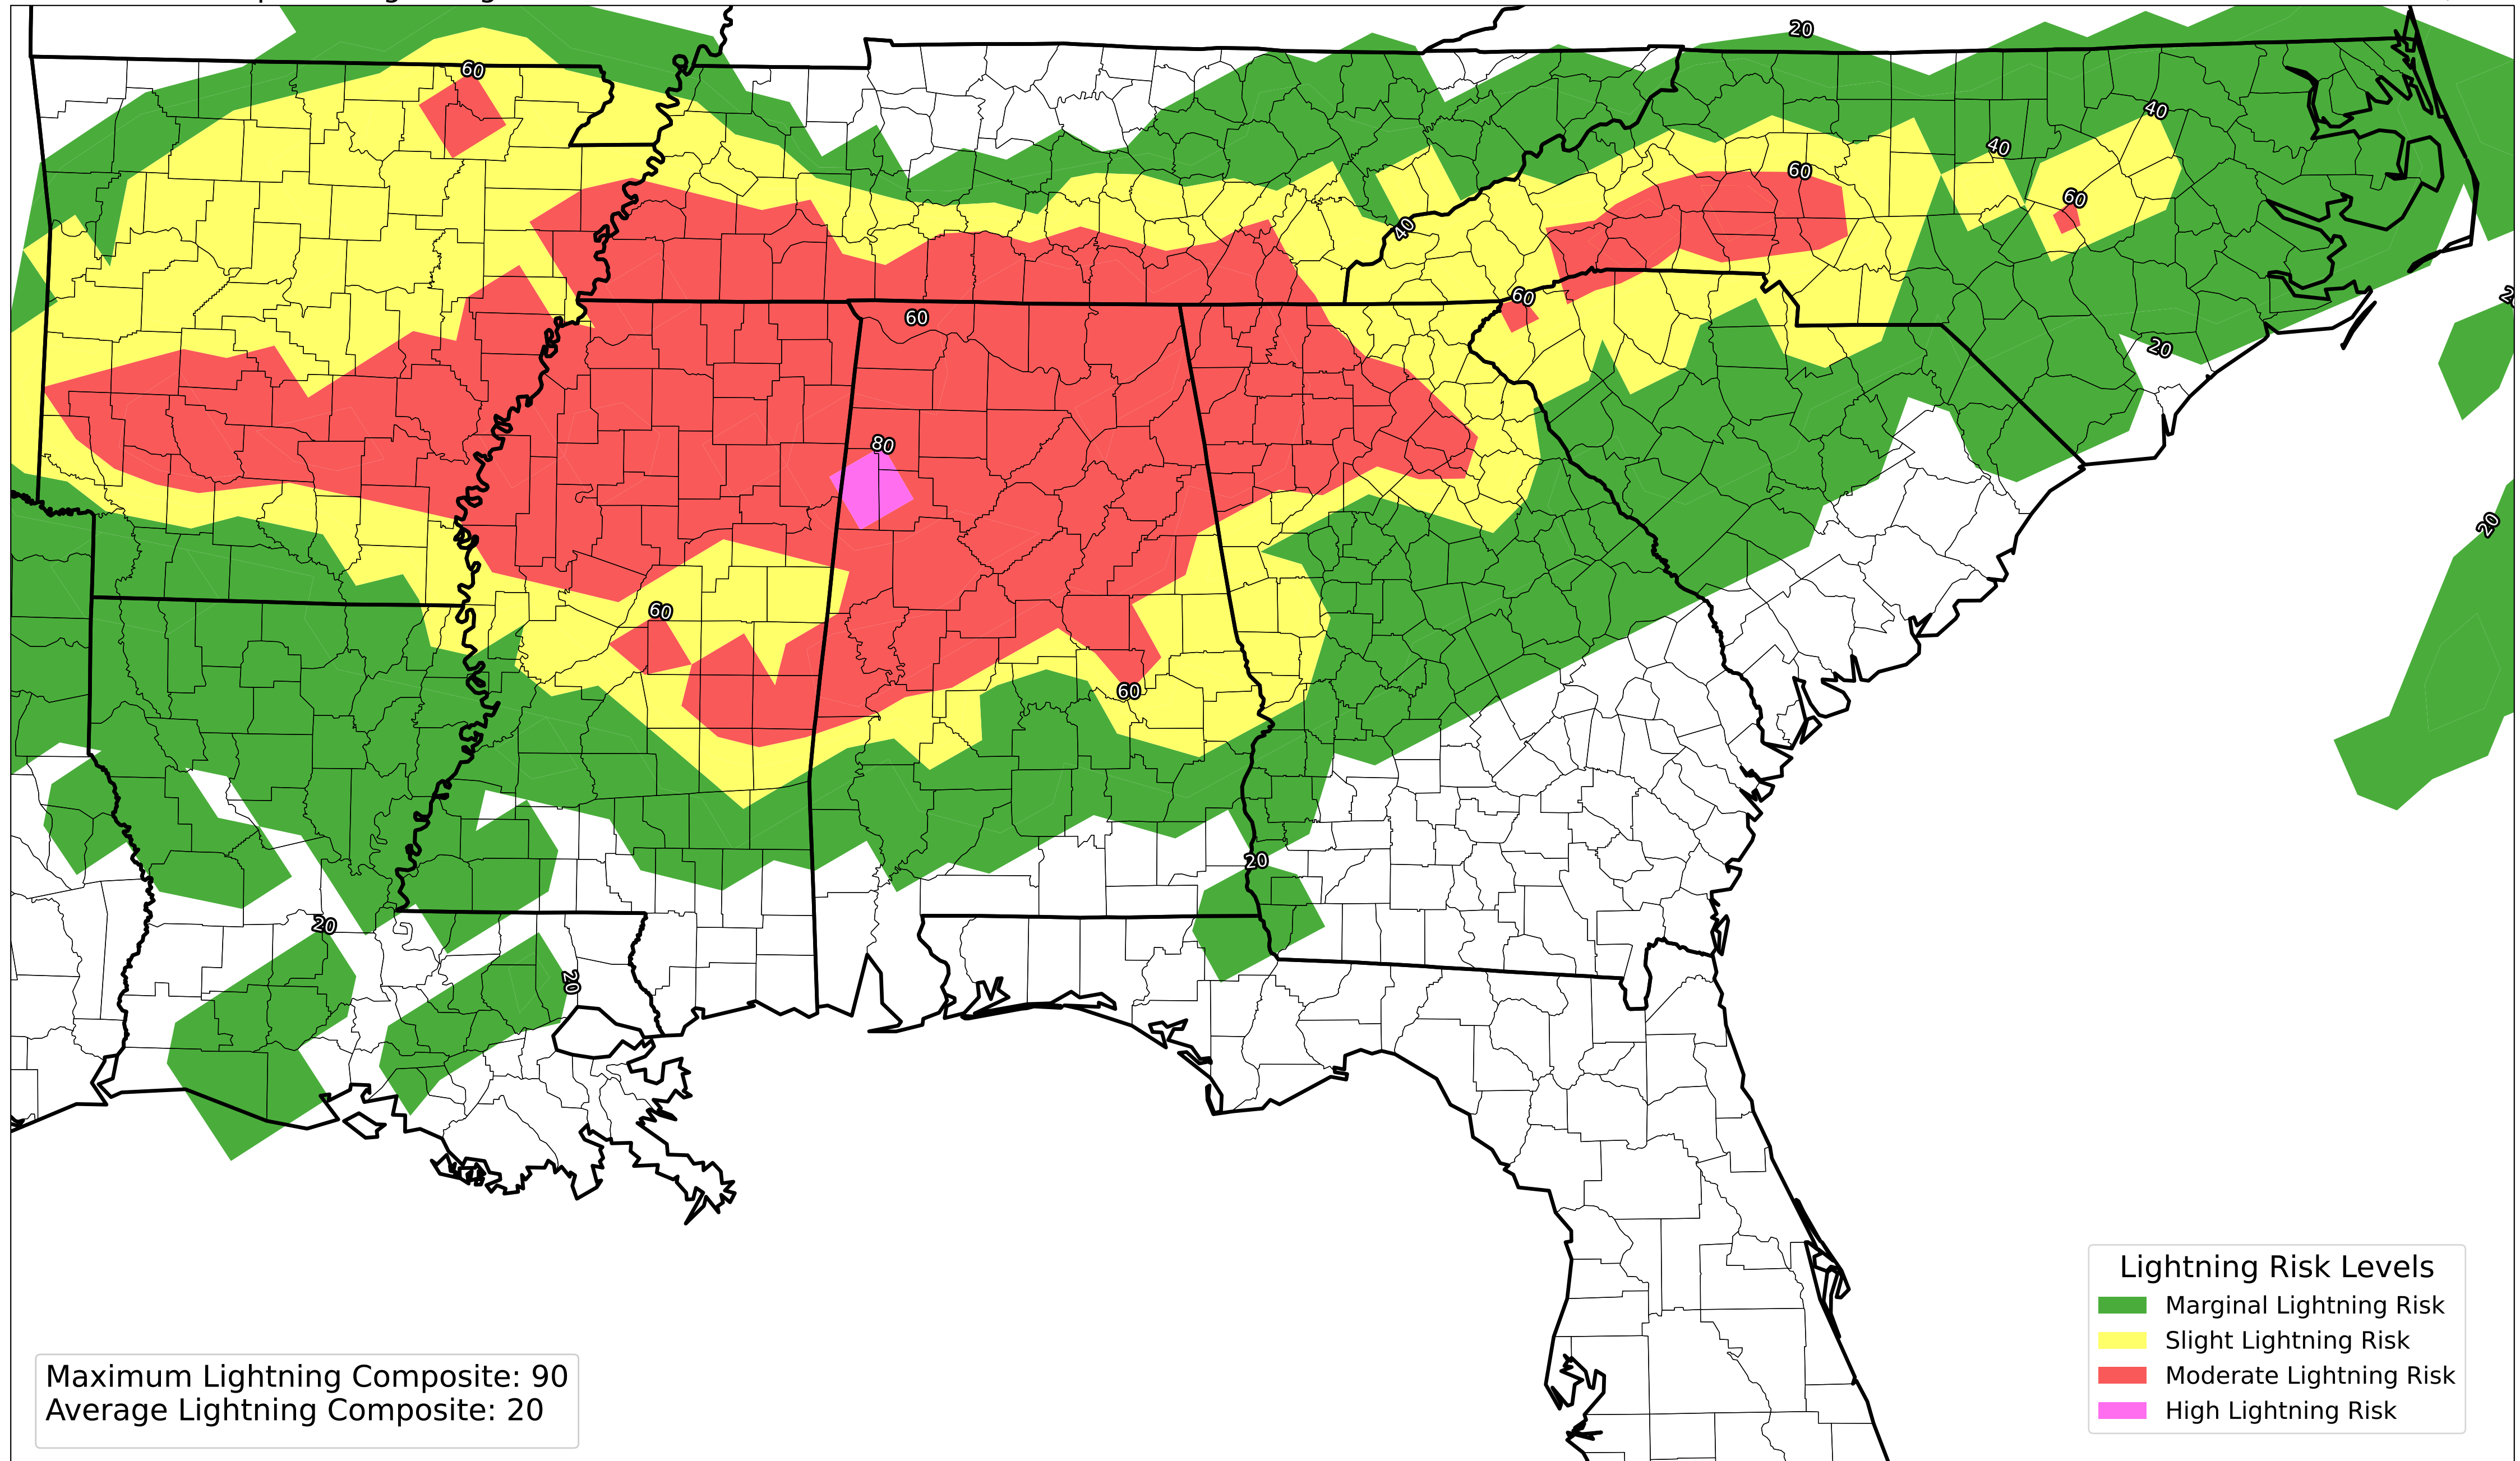 20
60
40
40
60
60
40
60
60
20
80
20
60
60
20
20
20
Lightning Risk Levels
Marginal Lightning Risk
Slight Lightning Risk
Moderate Lightning Risk
High Lightning Risk
Maximum Lightning Composite: 90
Average Lightning Composite: 20